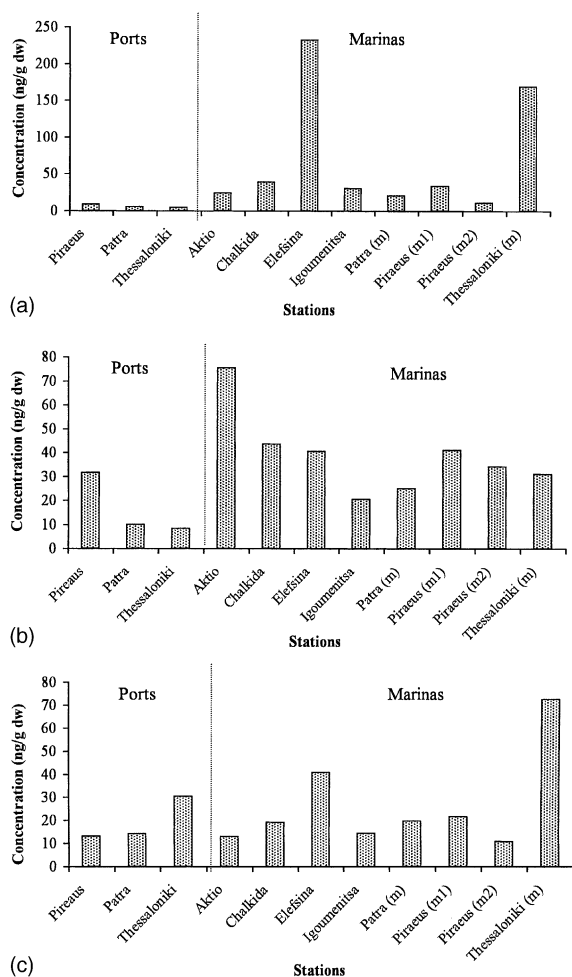 Ports
Marinas
Concentration (ng/g dw)
250
200
150
100
50
0
Piraeus
Patra
Thessaloniki
Aktio
Chalkida
Elefsina
Igoumenitsa
Patra (m)
Piraeus (m1)
Piraeus (m2)
Thessaloniki (m)
Stations
(a)
Ports
Marinas
Concentration (ng/g dw)
80
70
60
50
40
30
20
10
0
Pireaus
Patra
Thessaloniki
Aktio
Chalkida
Elefsina
Igoumenitsa
Patra (m)
Piraeus (m1)
Piraeus (m2)
Thessaloniki (m)
Stations
(b)
Ports
Marinas
Concentration (ng/g dw)
80
70
60
50
40
30
20
10
0
Pireaus
Patra
Thessaloniki
Aktio
Chalkida
Elefsina
Igoumenitsa
Patra (m)
Piraeus (m1)
Piraeus (m2)
Thessaloniki (m)
Stations
(c)